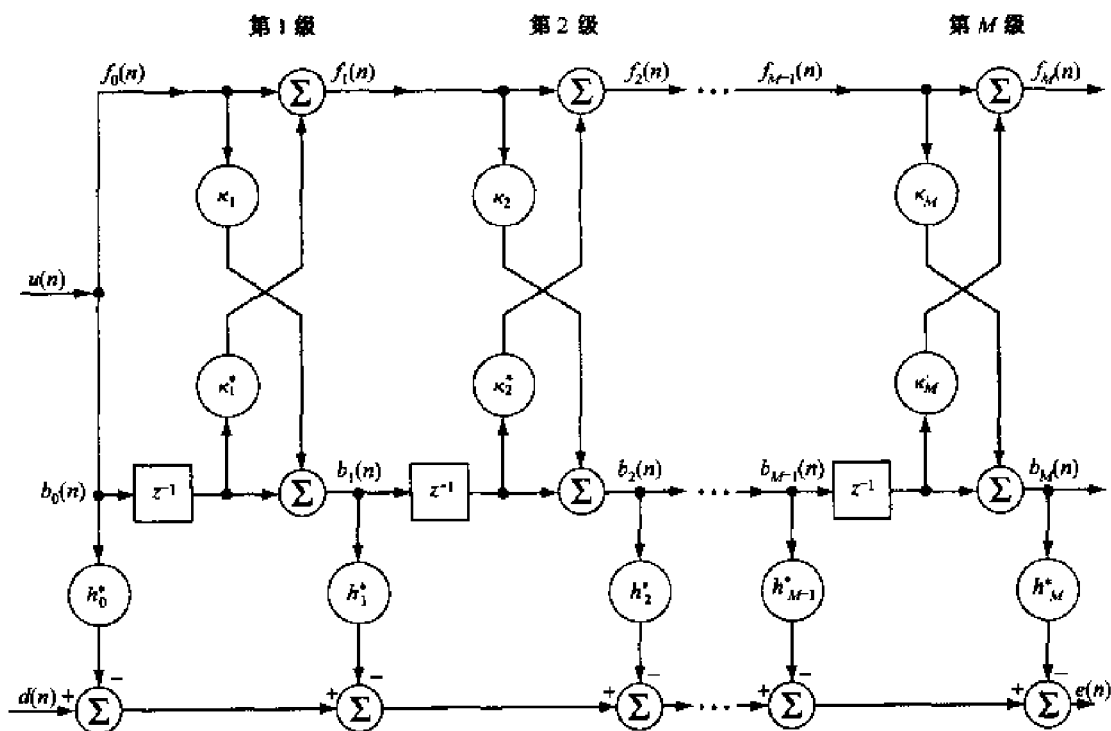 第1级 第2级 第M级
f₀(n) f₁(n) f₂(n) ··· f_{M−1}(n) f_M(n)
Σ Σ Σ
κ₁ κ₂ κ_M
u(n)
κ₁* κ₂* κ_M*
b₀(n) z⁻¹ Σ b₁(n) z⁻¹ Σ b₂(n) ··· b_{M−1}(n) z⁻¹ Σ b_M(n)
h₀* h₁* h₂* h*_{M−1} h*_M
− − − − −
d(n) + Σ + Σ + Σ ··· + Σ + Σ e(n)